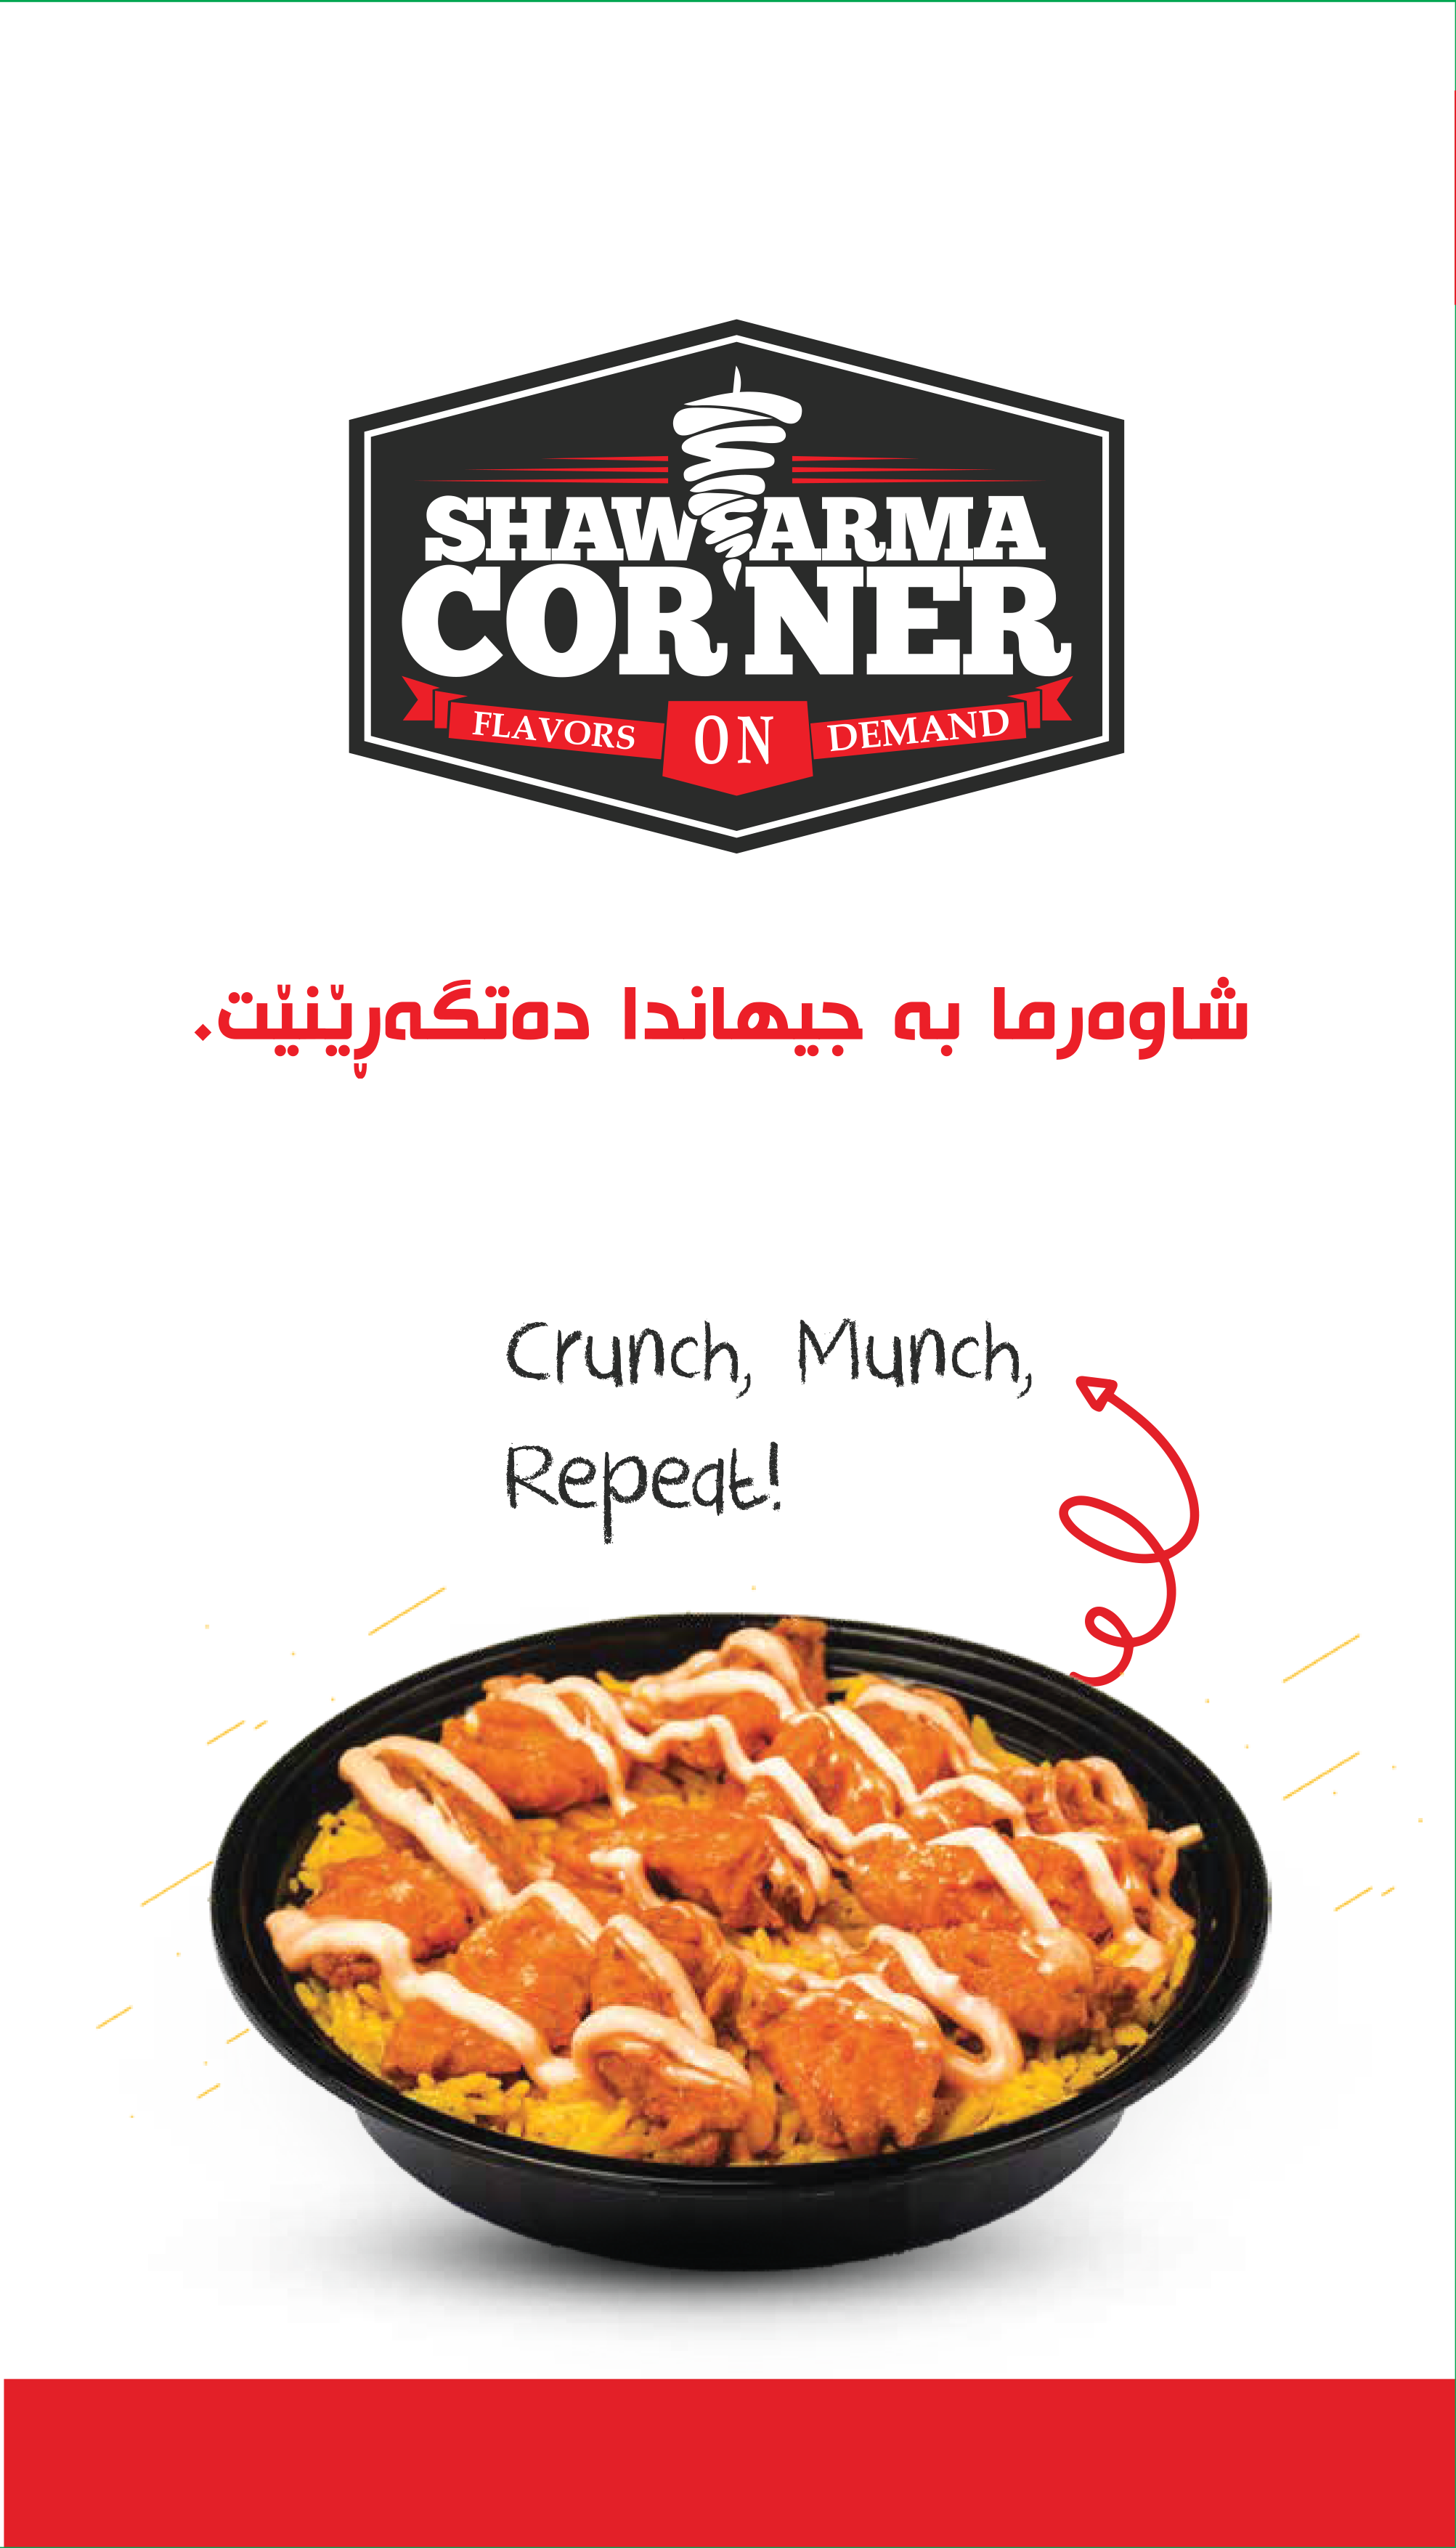 SHAWARMA
CORNER
FLAVORS ON DEMAND
شاوەرما بە جیهاندا دەتگەڕێنێت.
Crunch, Munch,
Repeat!